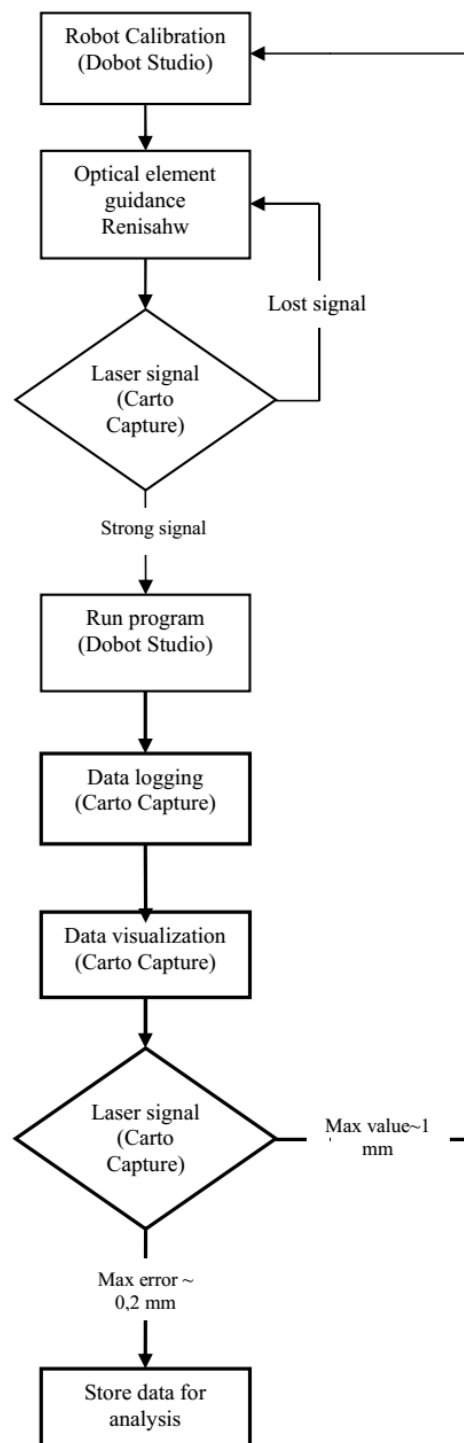 Robot Calibration
(Dobot Studio)
Optical element
guidance
Renisahw
Lost signal
Laser signal
(Carto
Capture)
Strong signal
Run program
(Dobot Studio)
Data logging
(Carto Capture)
Data visualization
(Carto Capture)
Laser signal
(Carto
Capture)
Max value~1
mm
Max error ~
0,2 mm
Store data for
analysis